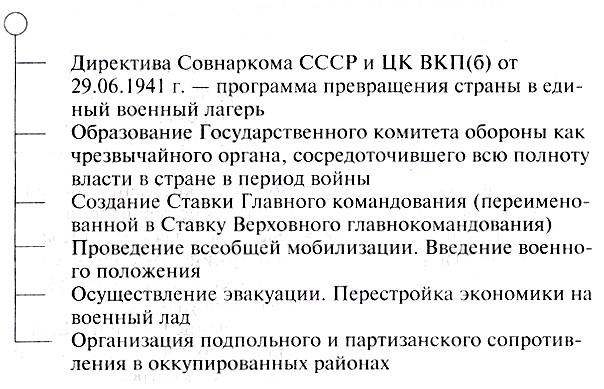 Директива Совнаркома СССР и ЦК ВКП(б) от
29.06.1941 г. — программа превращения страны в еди-
ный военный лагерь
Образование Государственного комитета обороны как
чрезвычайного органа, сосредоточившего всю полноту
власти в стране в период войны
Создание Ставки Главного командования (переимено-
ванной в Ставку Верховного главнокомандования)
Проведение всеобщей мобилизации. Введение военно-
го положения
Осуществление эвакуации. Перестройка экономики на
военный лад
Организация подпольного и партизанского сопротив-
ления в оккупированных районах